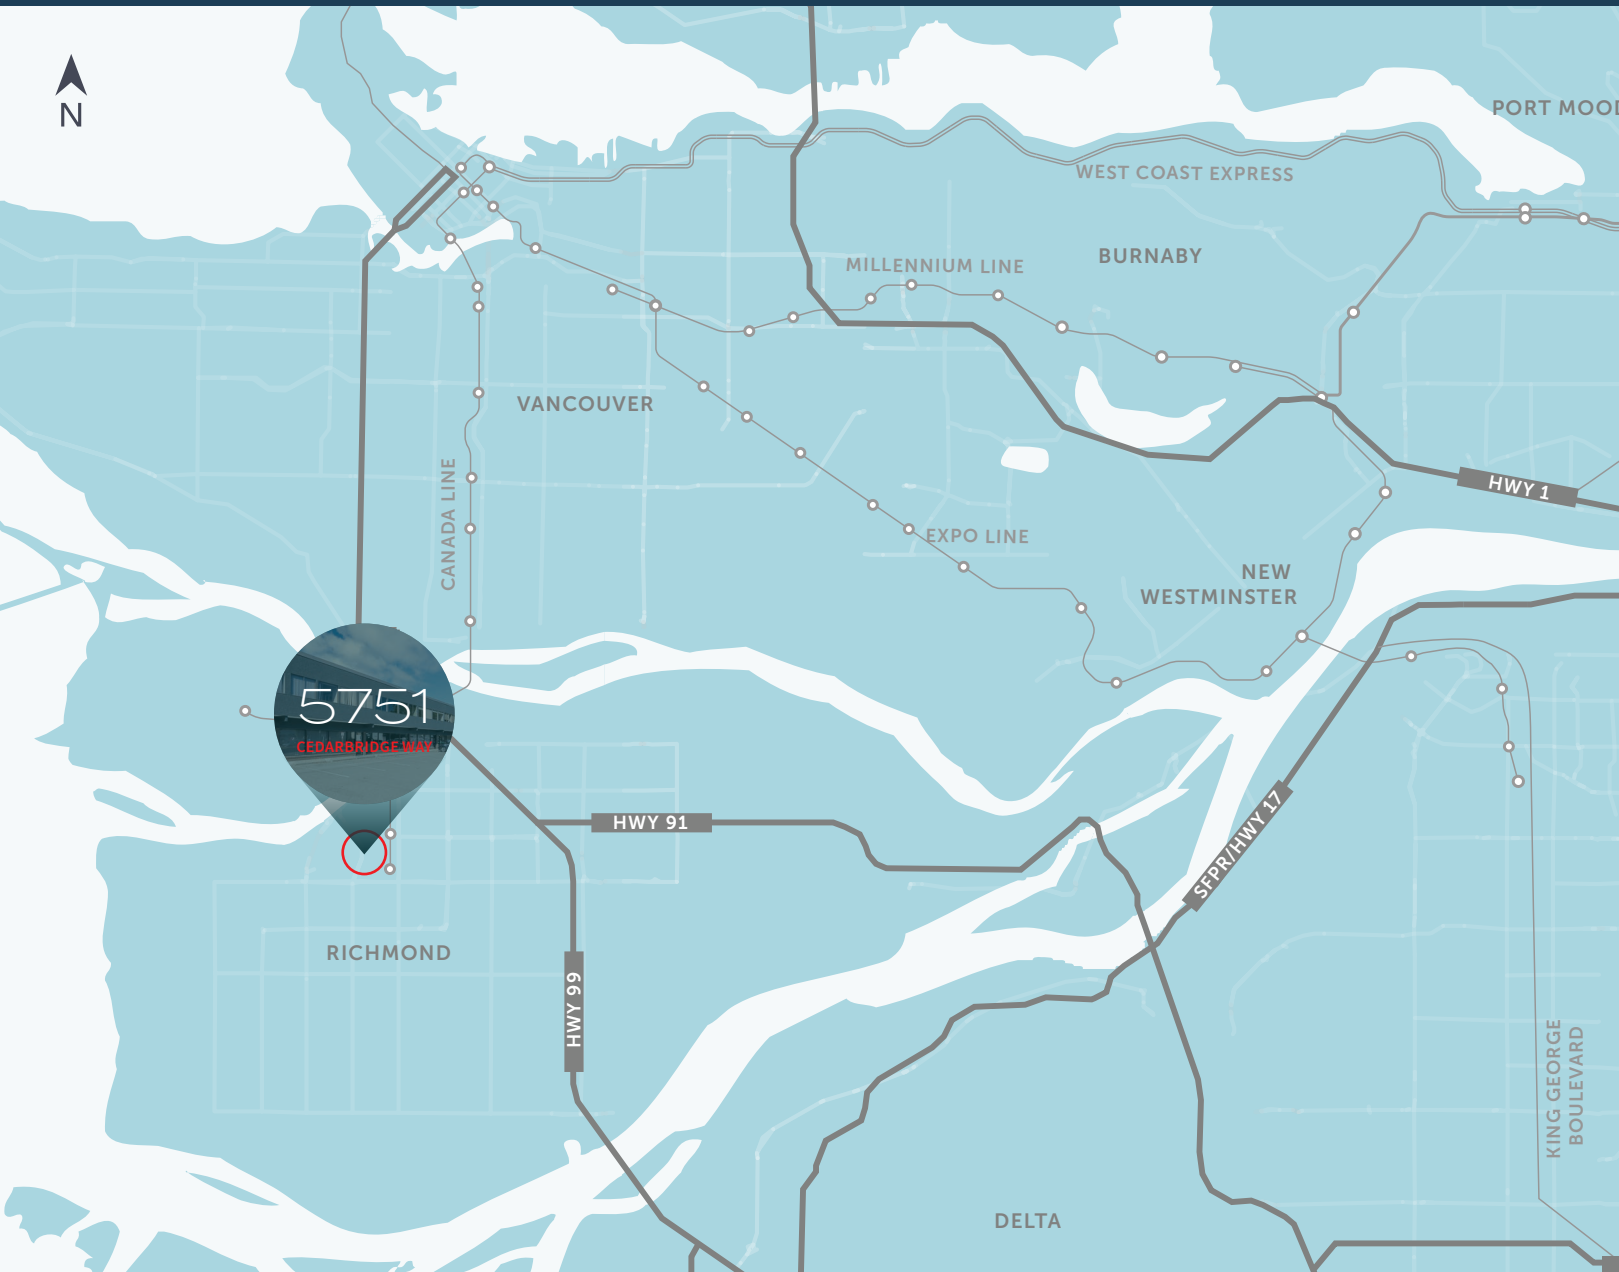 N
PORT MOOD
WEST COAST EXPRESS
BURNABY
MILLENNIUM LINE
VANCOUVER
CANADA LINE
HWY 1
EXPO LINE
NEW
WESTMINSTER
5751
CEDARBRIDGE WAY
HWY 91
SFPR/HWY 17
RICHMOND
HWY 99
KING GEORGE
BOULEVARD
DELTA